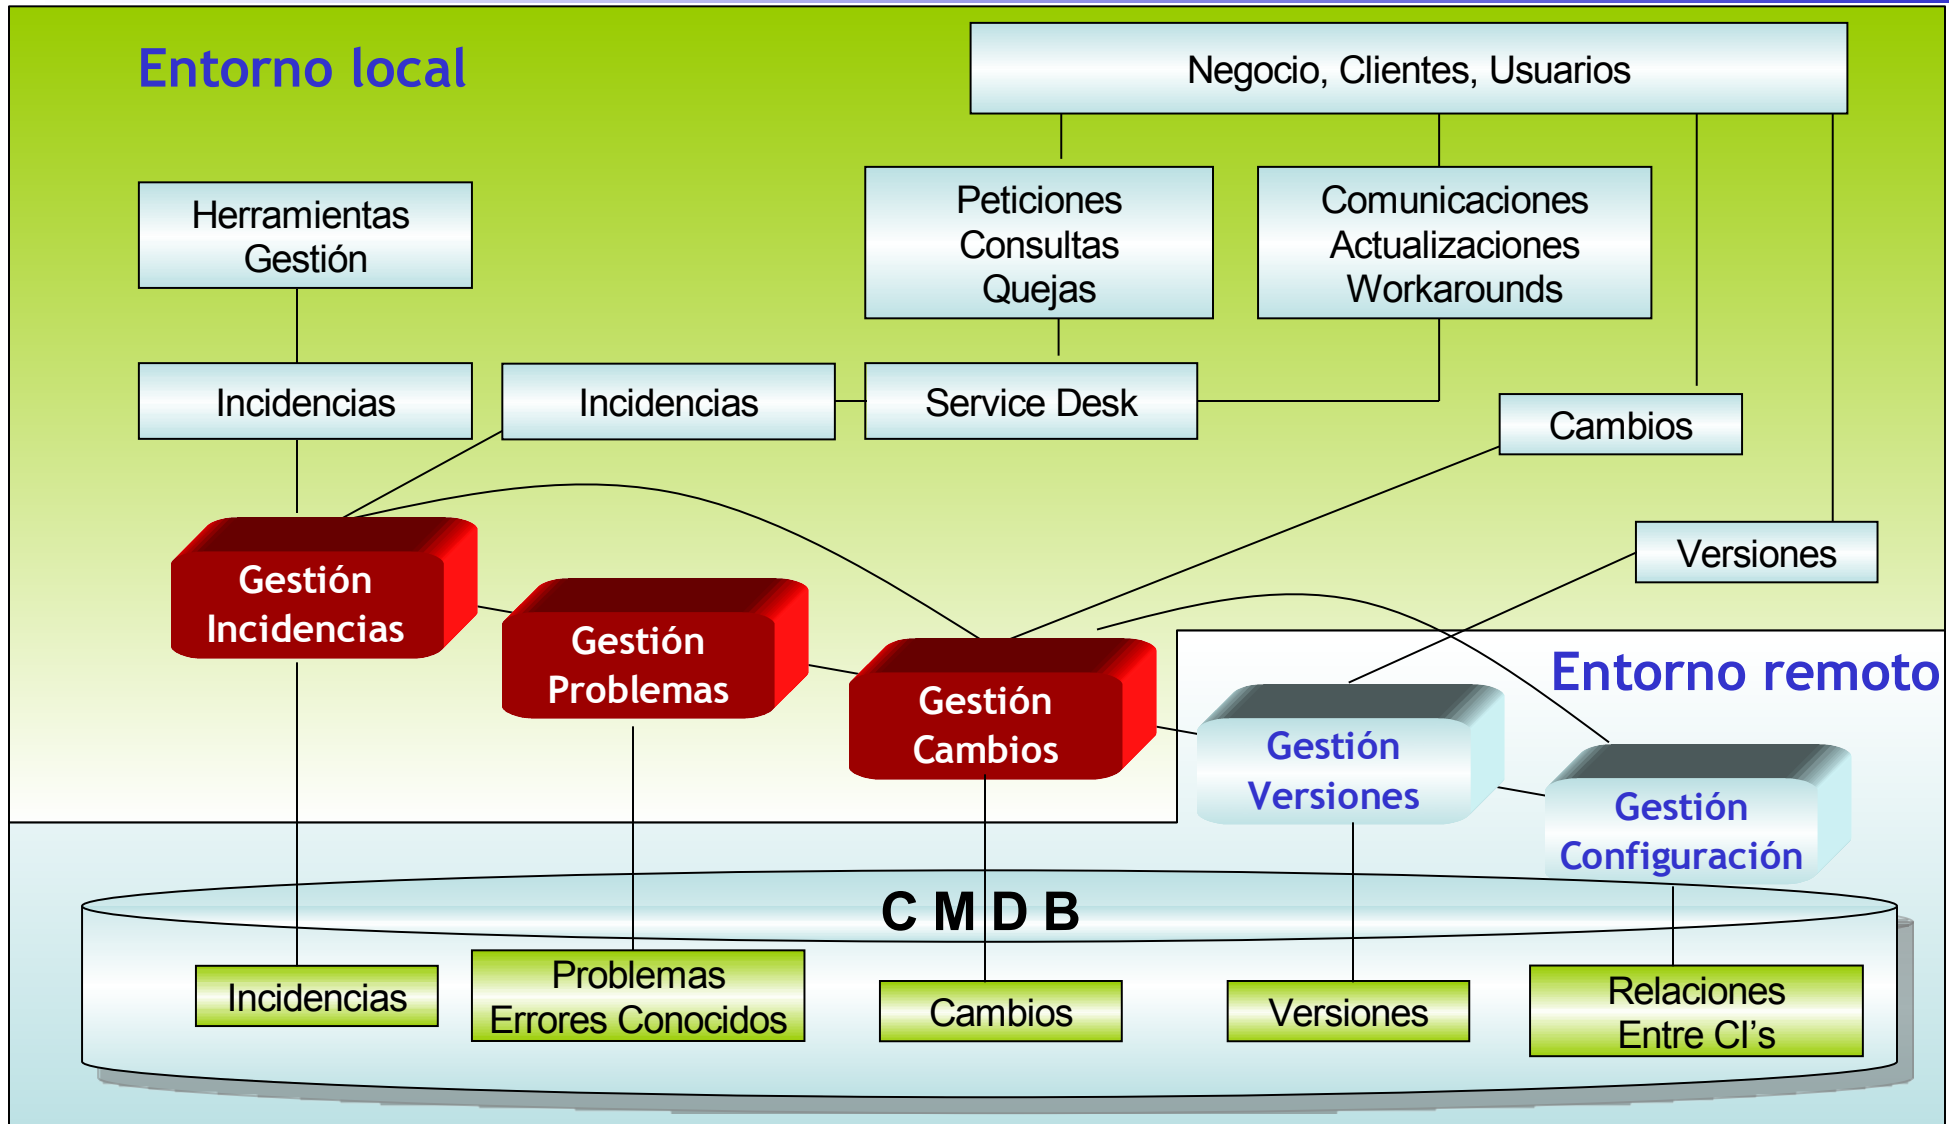 Entorno local
Negocio, Clientes, Usuarios
Herramientas
Gestión
Peticiones
Consultas
Quejas
Comunicaciones
Actualizaciones
Workarounds
Incidencias
Incidencias
Service Desk
Cambios
Versiones
Gestión
Incidencias
Gestión
Problemas
Gestión
Cambios
Entorno remoto
Gestión
Versiones
Gestión
Configuración
C M D B
Incidencias
Problemas
Errores Conocidos
Cambios
Versiones
Relaciones
Entre CI’s